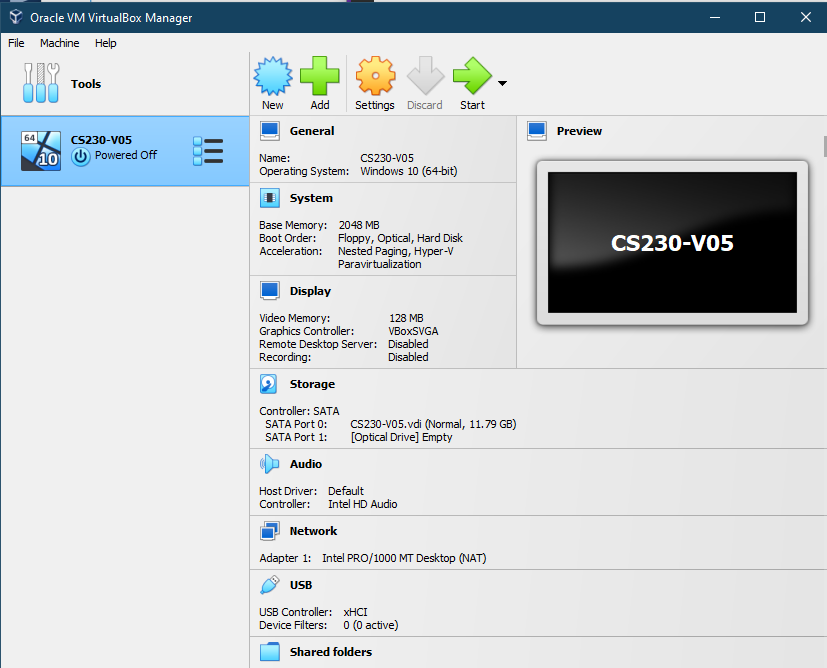 Oracle VM VirtualBox Manager
File Machine Help
Tools
New Add Settings Discard Start
64 10 CS230-V05
Powered Off
General
Name: CS230-V05
Operating System: Windows 10 (64-bit)
System
Base Memory: 2048 MB
Boot Order: Floppy, Optical, Hard Disk
Acceleration: Nested Paging, Hyper-V
Paravirtualization
Display
Video Memory: 128 MB
Graphics Controller: VBoxSVGA
Remote Desktop Server: Disabled
Recording: Disabled
Preview
CS230-V05
Storage
Controller: SATA
SATA Port 0: CS230-V05.vdi (Normal, 11.79 GB)
SATA Port 1: [Optical Drive] Empty
Audio
Host Driver: Default
Controller: Intel HD Audio
Network
Adapter 1: Intel PRO/1000 MT Desktop (NAT)
USB
USB Controller: xHCI
Device Filters: 0 (0 active)
Shared folders